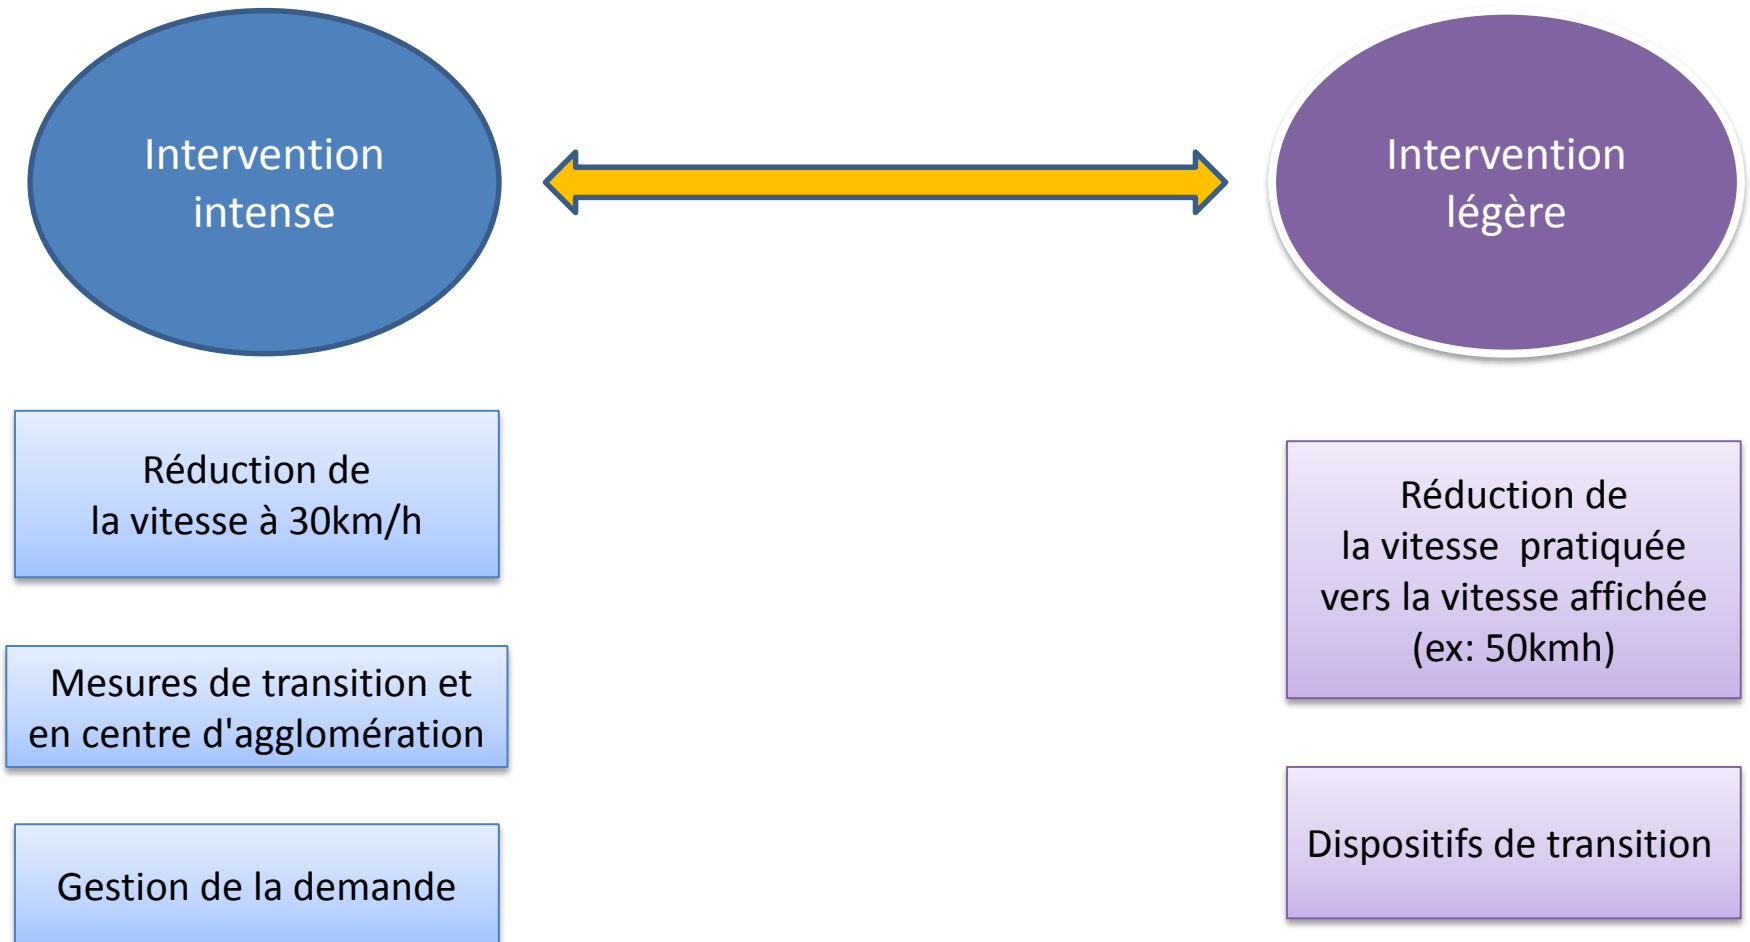 Intervention
intense
Intervention
légère
Réduction de
la vitesse à 30km/h
Mesures de transition et
en centre d'agglomération
Gestion de la demande
Réduction de
la vitesse  pratiquée
vers la vitesse affichée
(ex: 50kmh)
Dispositifs de transition